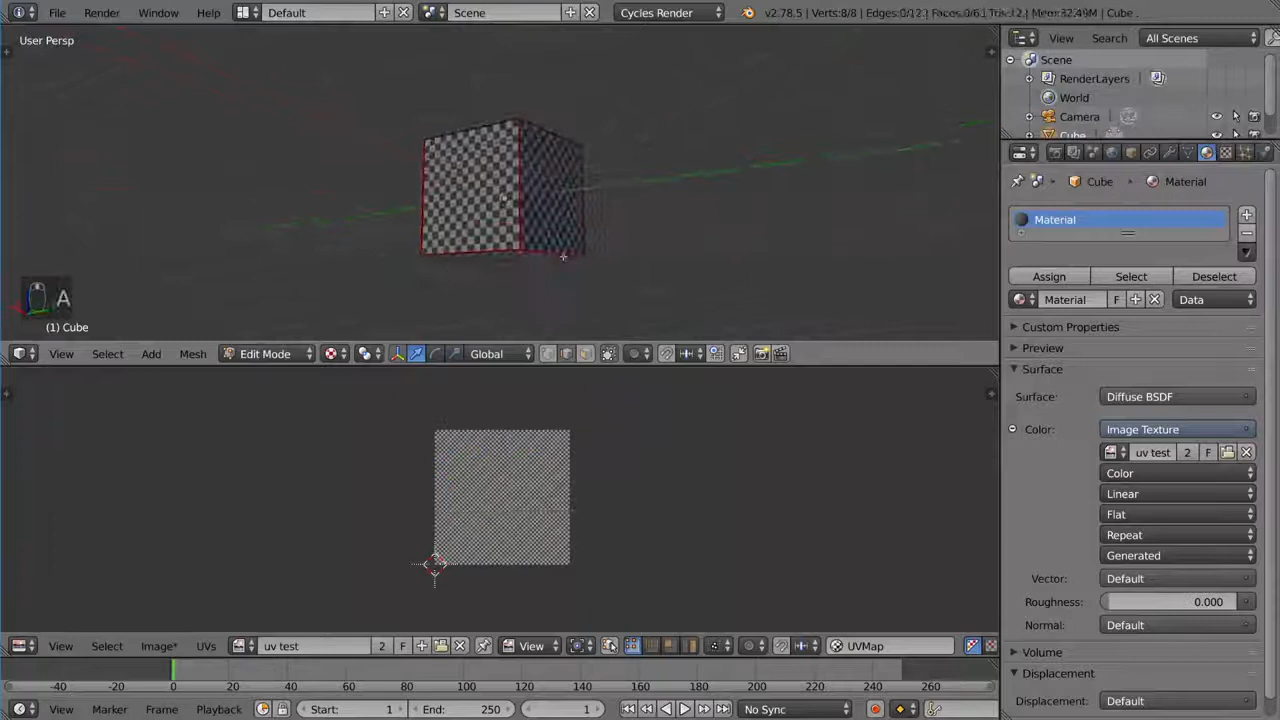 File Render Window Help Default Scene Cycles Render v2.78.5 | Verts:8/8 | Edges:0/12 | Faces:0/6 | Tris:12 | Mem:32.49M | Cube
User Persp
View Search All Scenes
Scene
RenderLayers
World
Camera
Cube
Cube Material
Material
A
(1) Cube
Assign Select Deselect
Material F Data
Custom Properties
Preview
View Select Add Mesh Edit Mode Global
Surface
Surface: Diffuse BSDF
Color: Image Texture
uv test 2 F
Color
Linear
Flat
Repeat
Generated
Vector: Default
Roughness: 0.000
Normal: Default
View Select Image* UVs uv test 2 F View UVMap
Volume
Displacement
-40 -20 0 20 40 60 80 100 120 140 160 180 200 220 240 260
Displacement: Default
View Marker Frame Playback Start: 1 End: 250 1 No Sync